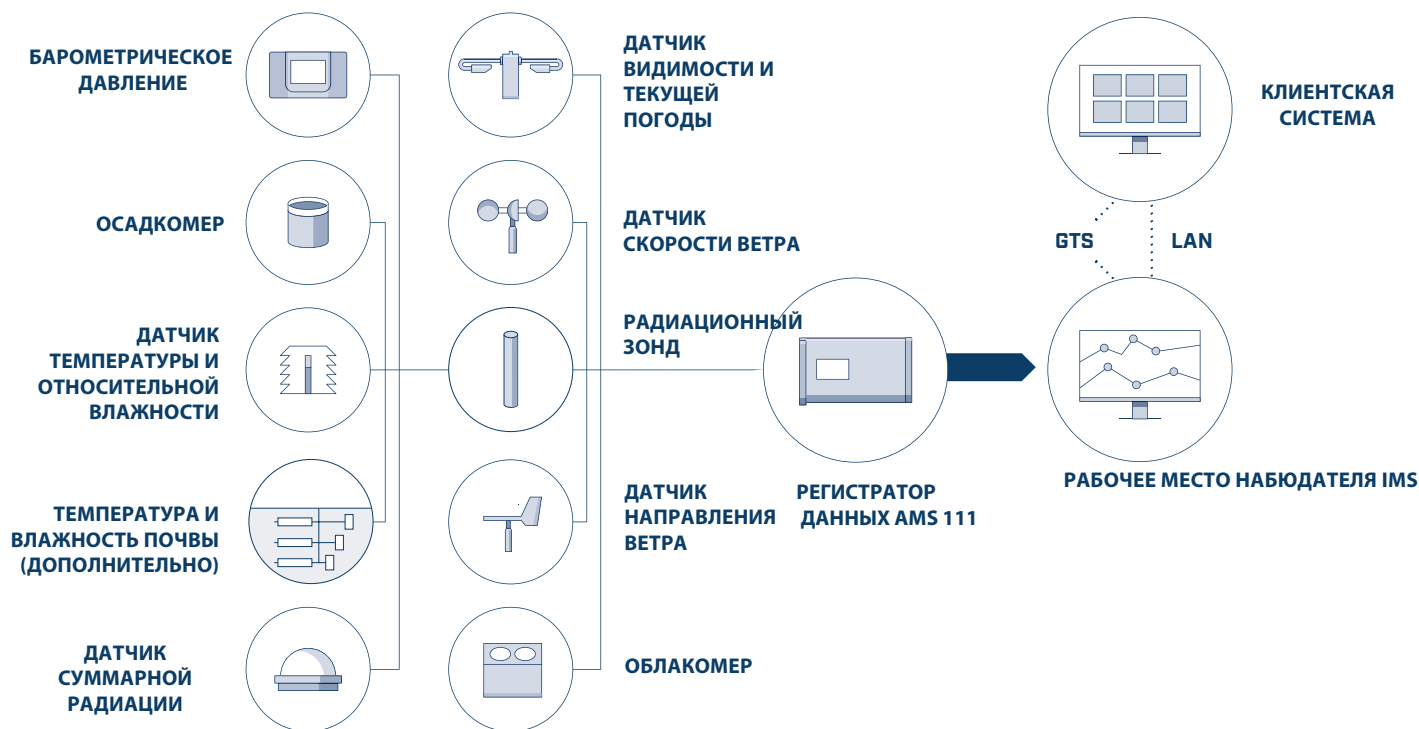 БАРОМЕТРИЧЕСКОЕ
ДАВЛЕНИЕ
ОСАДКОМЕР
ДАТЧИК
ТЕМПЕРАТУРЫ И
ОТНОСИТЕЛЬНОЙ
ВЛАЖНОСТИ
ТЕМПЕРАТУРА И
ВЛАЖНОСТЬ ПОЧВЫ
(ДОПОЛНИТЕЛЬНО)
ДАТЧИК
СУММАРНОЙ
РАДИАЦИИ
ДАТЧИК
ВИДИМОСТИ И
ТЕКУЩЕЙ
ПОГОДЫ
ДАТЧИК
СКОРОСТИ ВЕТРА
РАДИАЦИОННЫЙ
ЗОНД
ДАТЧИК
НАПРАВЛЕНИЯ
ВЕТРА
ОБЛАКОМЕР
РЕГИСТРАТОР
ДАННЫХ AMS 111
КЛИЕНТСКАЯ
СИСТЕМА
GTS
LAN
РАБОЧЕЕ МЕСТО НАБЮДАТЕЛЯ IMS